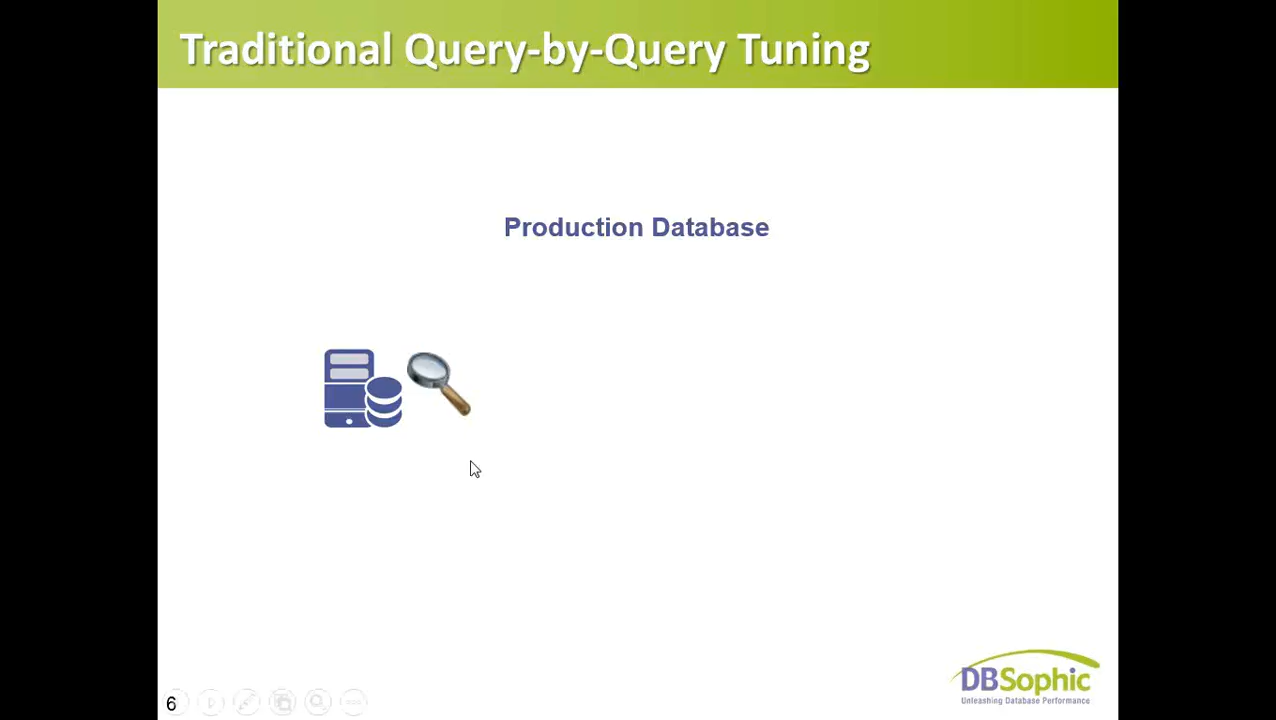 Traditional Query-by-Query Tuning
Production Database
DBSophic
Unleashing Database Performance
6